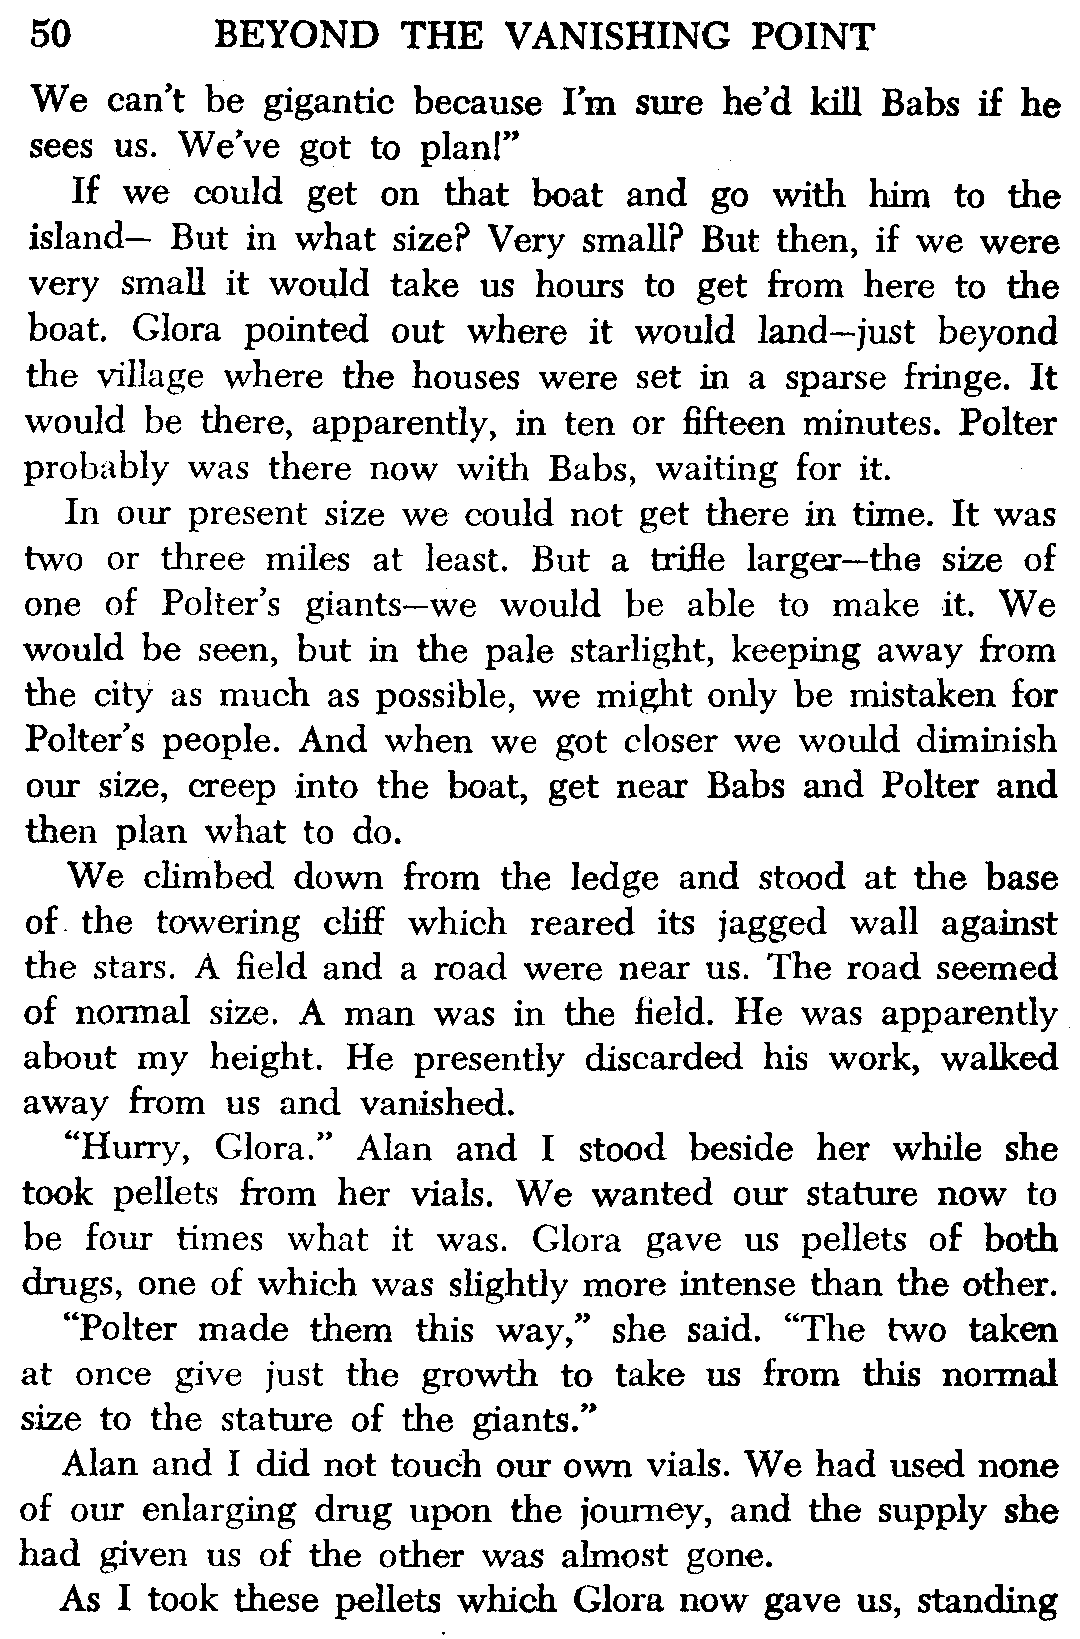 50 BEYOND THE VANISHING POINT
We can't be gigantic because I'm sure he'd kill Babs if he
sees us. We've got to plan!”
If we could get on that boat and go with him to the
island— But in what size? Very small? But then, if we were
very small it would take us hours to get from here to the
boat. Glora pointed out where it would land—just beyond
the village where the houses were set in a sparse fringe. It
would be there, apparently, in ten or fifteen minutes. Polter
probably was there now with Babs, waiting for it.
In our present size we could not get there in time. It was
two or three miles at least. But a trifle larger—the size of
one of Polter's giants—we would be able to make it. We
would be seen, but in the pale starlight, keeping away from
the city as much as possible, we might only be mistaken for
Polter's people. And when we got closer we would diminish
our size, creep into the boat, get near Babs and Polter and
then plan what to do.
We climbed down from the ledge and stood at the base
of the towering cliff which reared its jagged wall against
the stars. A field and a road were near us. The road seemed
of normal size. A man was in the field. He was apparently
about my height. He presently discarded his work, walked
away from us and vanished.
“Hurry, Glora.” Alan and I stood beside her while she
took pellets from her vials. We wanted our stature now to
be four times what it was. Glora gave us pellets of both
drugs, one of which was slightly more intense than the other.
“Polter made them this way,” she said. “The two taken
at once give just the growth to take us from this normal
size to the stature of the giants.”
Alan and I did not touch our own vials. We had used none
of our enlarging drug upon the journey, and the supply she
had given us of the other was almost gone.
As I took these pellets which Glora now gave us, standing